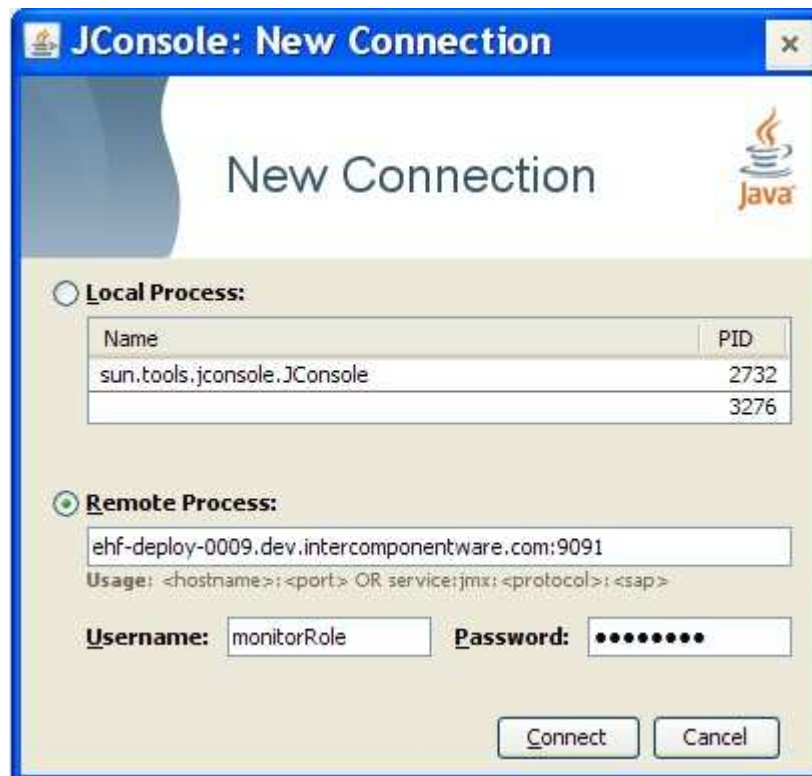 JConsole: New Connection
New Connection
Java
Local Process:
Name PID
sun.tools.jconsole.JConsole 2732
3276
Remote Process:
ehf-deploy-0009.dev.intercomponentware.com:9091
Usage: <hostname>:<port> OR service:jmx:<protocol>:<sap>
Username: monitorRole Password: ••••••••
Connect Cancel